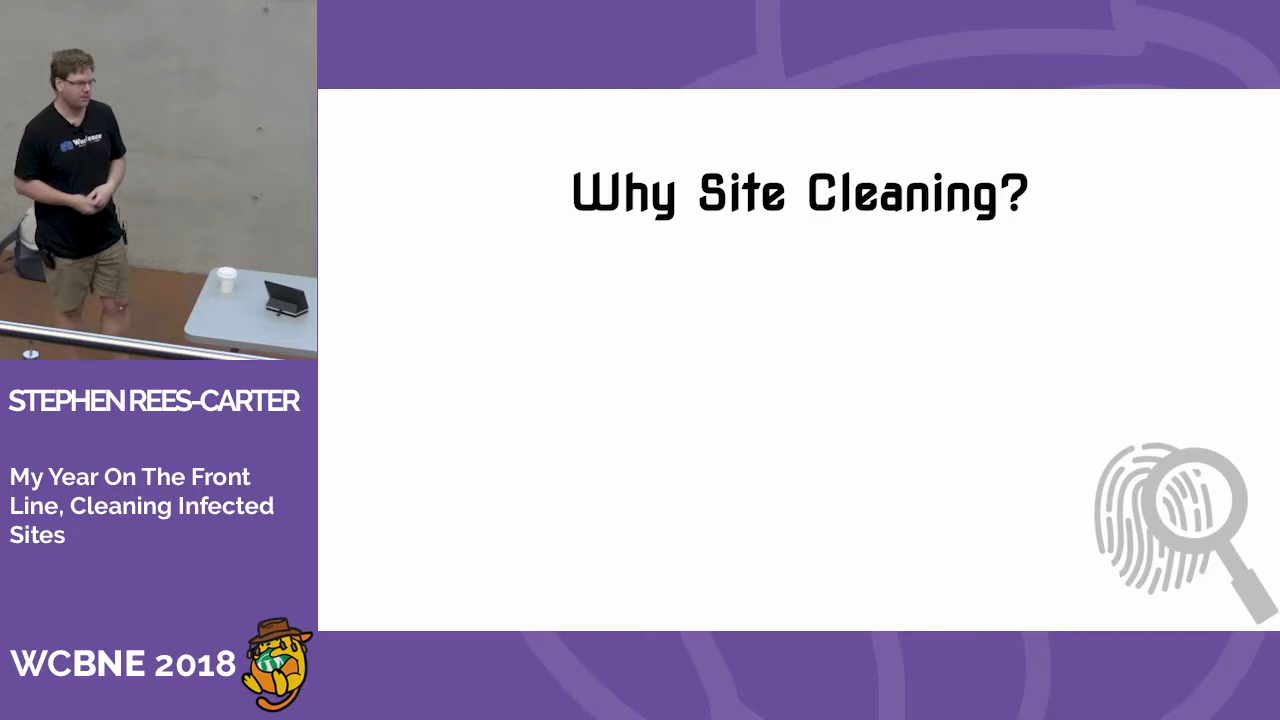 Why Site Cleaning?
STEPHEN REES-CARTER
My Year On The Front
Line, Cleaning Infected
Sites
WCBNE 2018